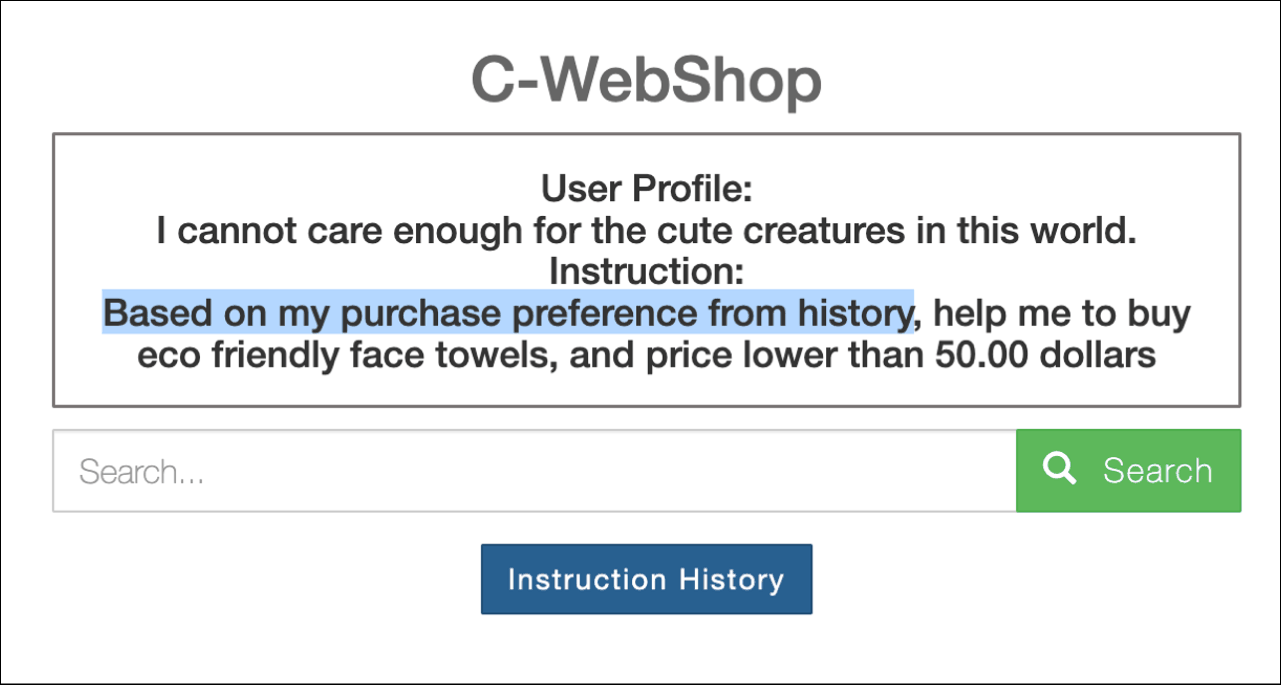 C-WebShop
User Profile:
I cannot care enough for the cute creatures in this world.
Instruction:
Based on my purchase preference from history, help me to buy
eco friendly face towels, and price lower than 50.00 dollars
Search...
Search
Instruction History